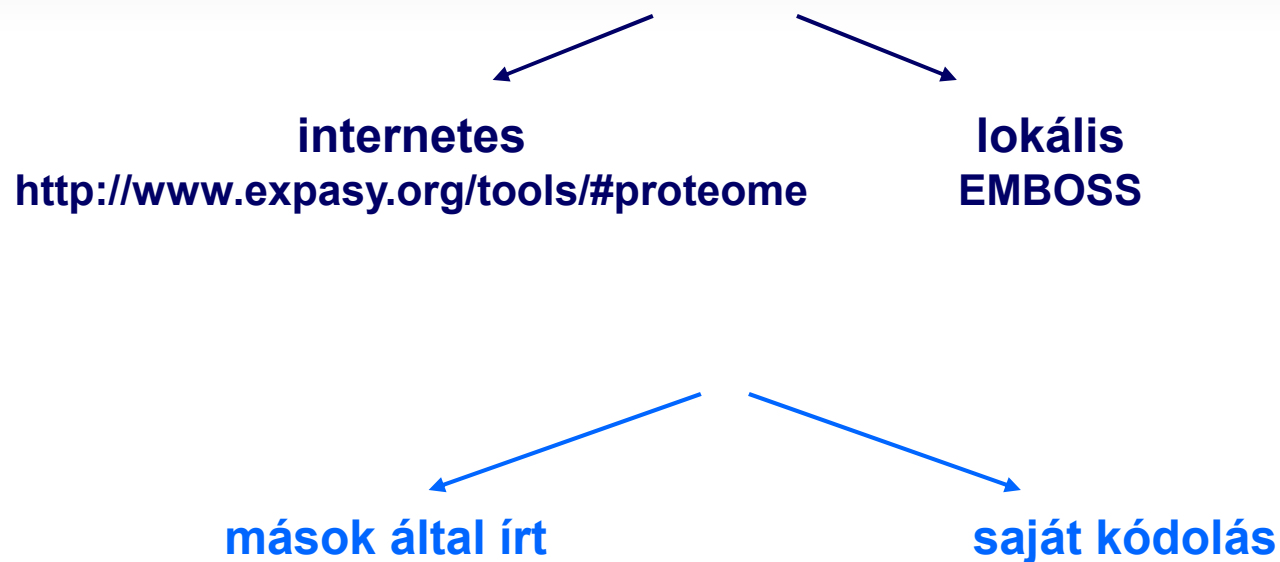 internetes
lokális
http://www.expasy.org/tools/#proteome
EMBOSS
mások által írt
saját kódolás